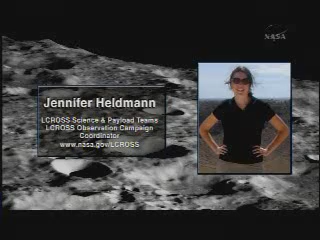 NASA
Jennifer Heldmann
LCROSS Science & Payload Teams
LCROSS Observation Campaign
Coordinator
www.nasa.gov/LCROSS